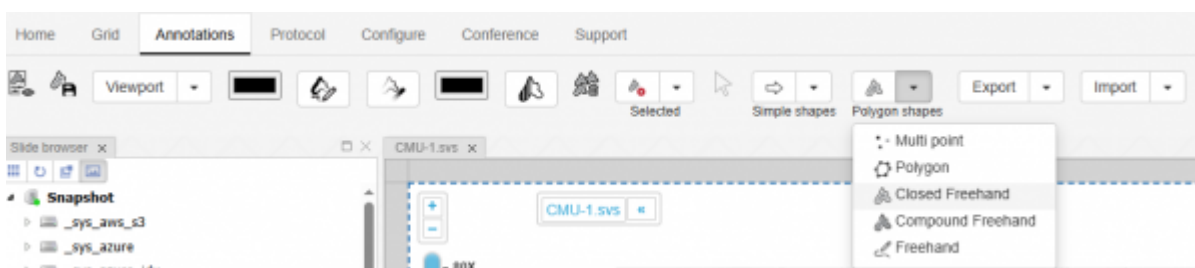 Home Grid Annotations Protocol Configure Conference Support
Viewport Export Import
Selected Simple shapes Polygon shapes
Slide browser x CMU-1.svs x
Multi point
Polygon
Snapshot Closed Freehand
_sys_aws_s3 CMU-1.svs « Compound Freehand
_sys_azure Freehand